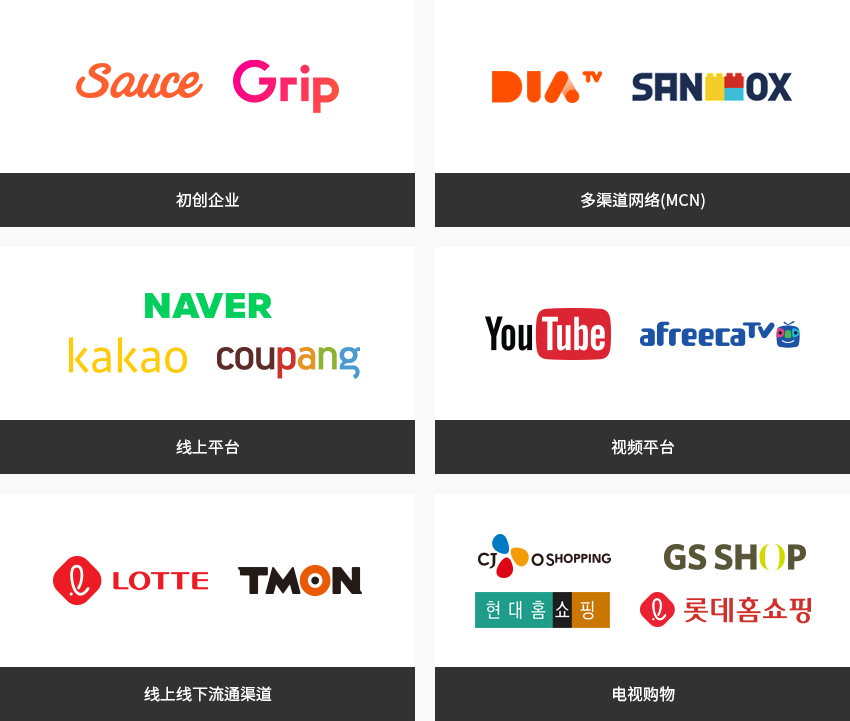 Sauce Grip
初创企业
DIA TV SANDBOX
多渠道网络(MCN)
NAVER
kakao coupang
线上平台
YouTube afreecaTV
视频平台
LOTTE TMON
线上线下流通渠道
CJ O SHOPPING GS SHOP
현대홈쇼핑 롯데홈쇼핑
电视购物